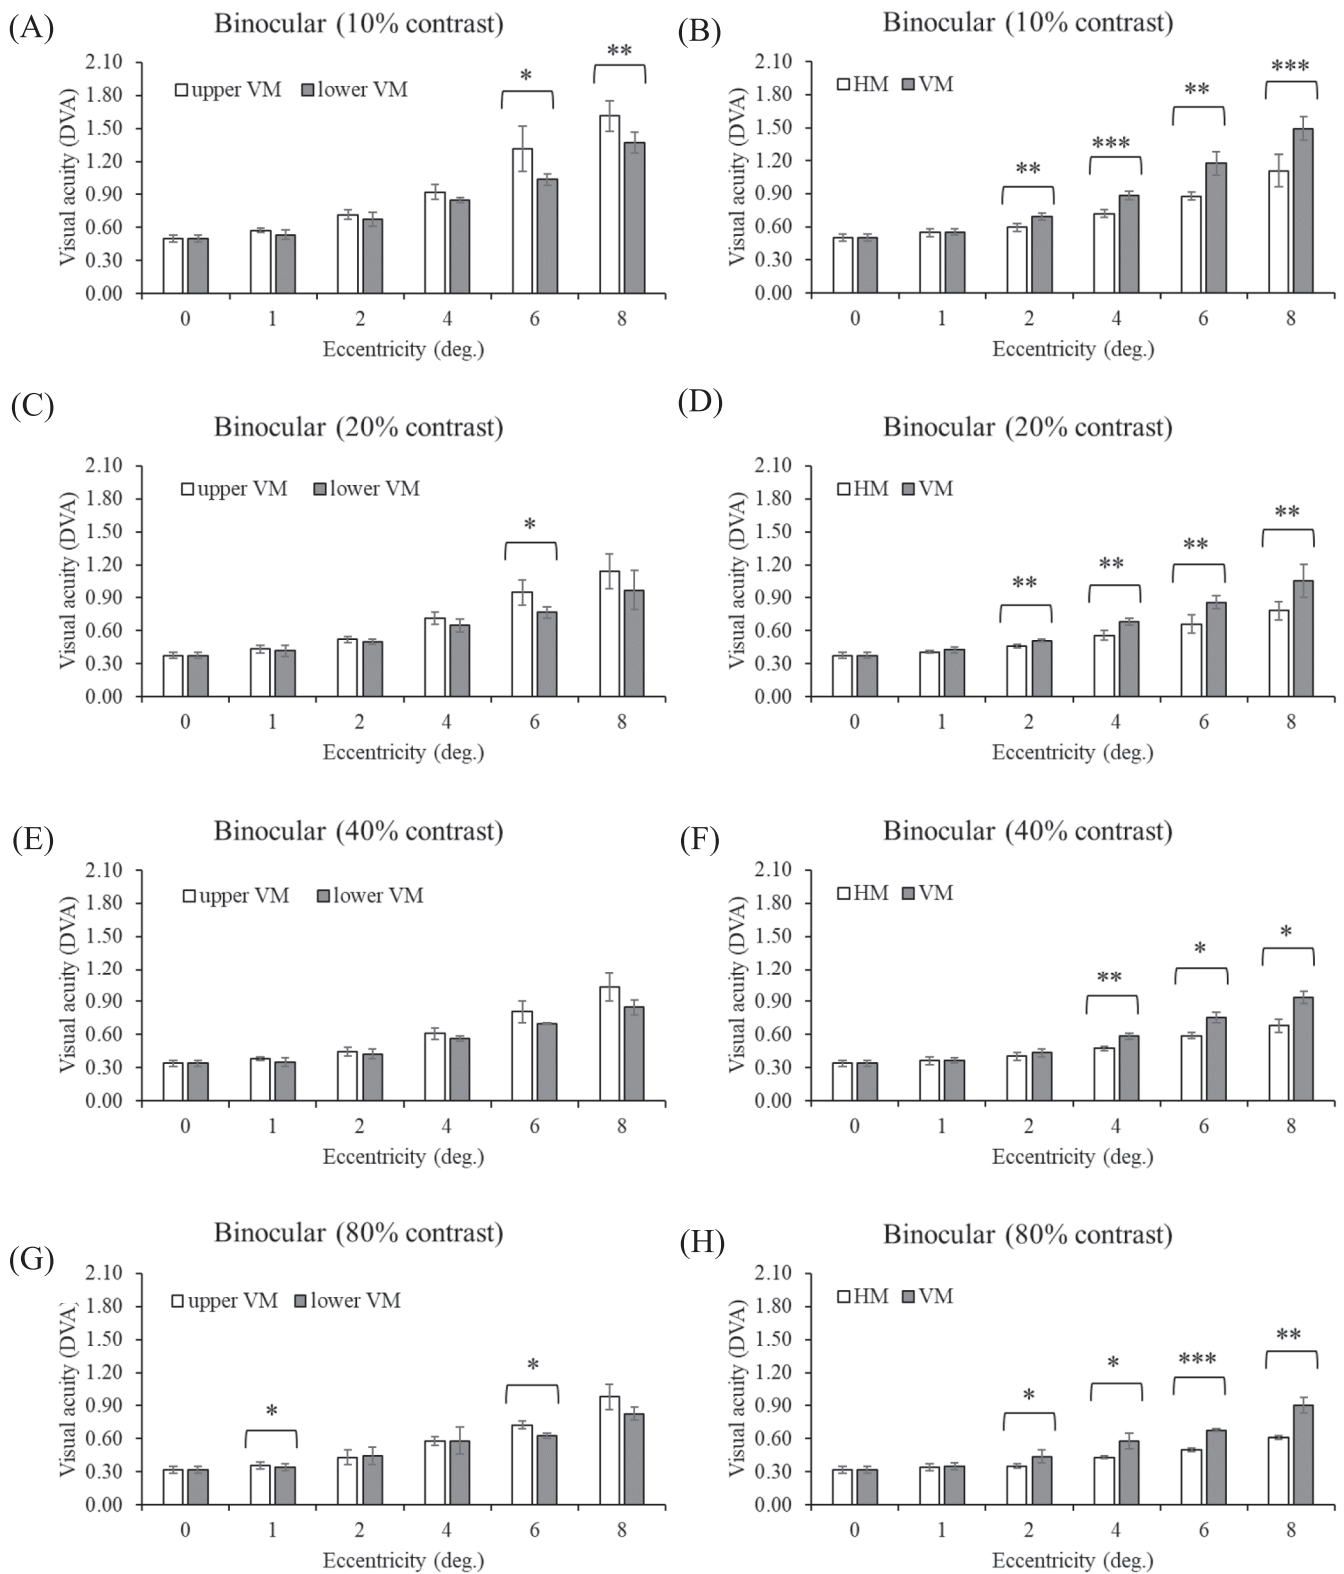 (A)
Binocular (10% contrast)
Visual acuity (DVA)
2.10
1.80
1.50
1.20
0.90
0.60
0.30
0.00
upper VM lower VM
*
**
0 1 2 4 6 8
Eccentricity (deg.)
(B)
Binocular (10% contrast)
Visual acuity (DVA)
2.10
1.80
1.50
1.20
0.90
0.60
0.30
0.00
HM VM
**
***
**
***
0 1 2 4 6 8
Eccentricity (deg.)
(C)
Binocular (20% contrast)
Visual acuity (DVA)
2.10
1.80
1.50
1.20
0.90
0.60
0.30
0.00
upper VM lower VM
*
0 1 2 4 6 8
Eccentricity (deg.)
(D)
Binocular (20% contrast)
Visual acuity (DVA)
2.10
1.80
1.50
1.20
0.90
0.60
0.30
0.00
HM VM
**
**
**
**
0 1 2 4 6 8
Eccentricity (deg.)
(E)
Binocular (40% contrast)
Visual acuity (DVA)
2.10
1.80
1.50
1.20
0.90
0.60
0.30
0.00
upper VM lower VM
0 1 2 4 6 8
Eccentricity (deg.)
(F)
Binocular (40% contrast)
Visual acuity (DVA)
2.10
1.80
1.50
1.20
0.90
0.60
0.30
0.00
HM VM
**
*
*
0 1 2 4 6 8
Eccentricity (deg.)
(G)
Binocular (80% contrast)
Visual acuity (DVA)
2.10
1.80
1.50
1.20
0.90
0.60
0.30
0.00
upper VM lower VM
*
*
0 1 2 4 6 8
Eccentricity (deg.)
(H)
Binocular (80% contrast)
Visual acuity (DVA)
2.10
1.80
1.50
1.20
0.90
0.60
0.30
0.00
HM VM
*
*
***
**
0 1 2 4 6 8
Eccentricity (deg.)